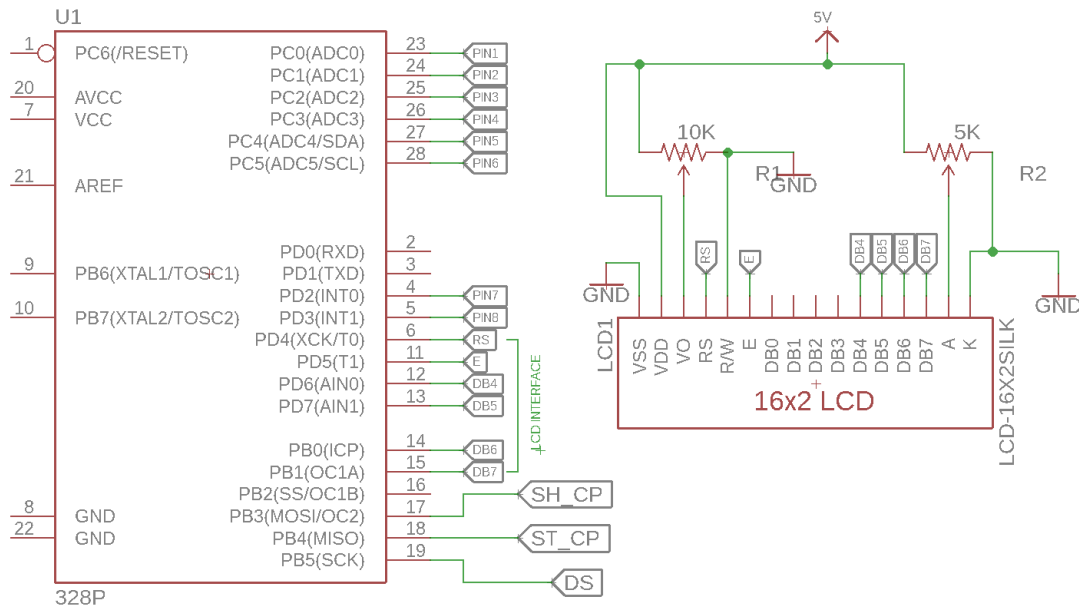 U1
1 PC6(/RESET)
20 AVCC
7 VCC
21 AREF
9 PB6(XTAL1/TOSC1)
10 PB7(XTAL2/TOSC2)
8 GND
22 GND
PC0(ADC0) 23 PIN1
PC1(ADC1) 24 PIN2
PC2(ADC2) 25 PIN3
PC3(ADC3) 26 PIN4
PC4(ADC4/SDA) 27 PIN5
PC5(ADC5/SCL) 28 PIN6
PD0(RXD) 2
PD1(TXD) 3
PD2(INT0) 4 PIN7
PD3(INT1) 5 PIN8
PD4(XCK/T0) 6 RS
PD5(T1) 11 E
PD6(AIN0) 12 DB4
PD7(AIN1) 13 DB5
PB0(ICP) 14 DB6
PB1(OC1A) 15 DB7
PB2(SS/OC1B) 16
PB3(MOSI/OC2) 17 SH_CP
PB4(MISO) 18 ST_CP
PB5(SCK) 19 DS
328P
LCD INTERFACE
5V
10K
R1
GND
5K
R2
RS
E
DB4
DB5
DB6
DB7
GND
GND
LCD1
VSS
VDD
VO
RS
R/W
E
DB0
DB1
DB2
DB3
DB4
DB5
DB6
DB7
A
K
16x2 LCD
LCD-16X2SILK